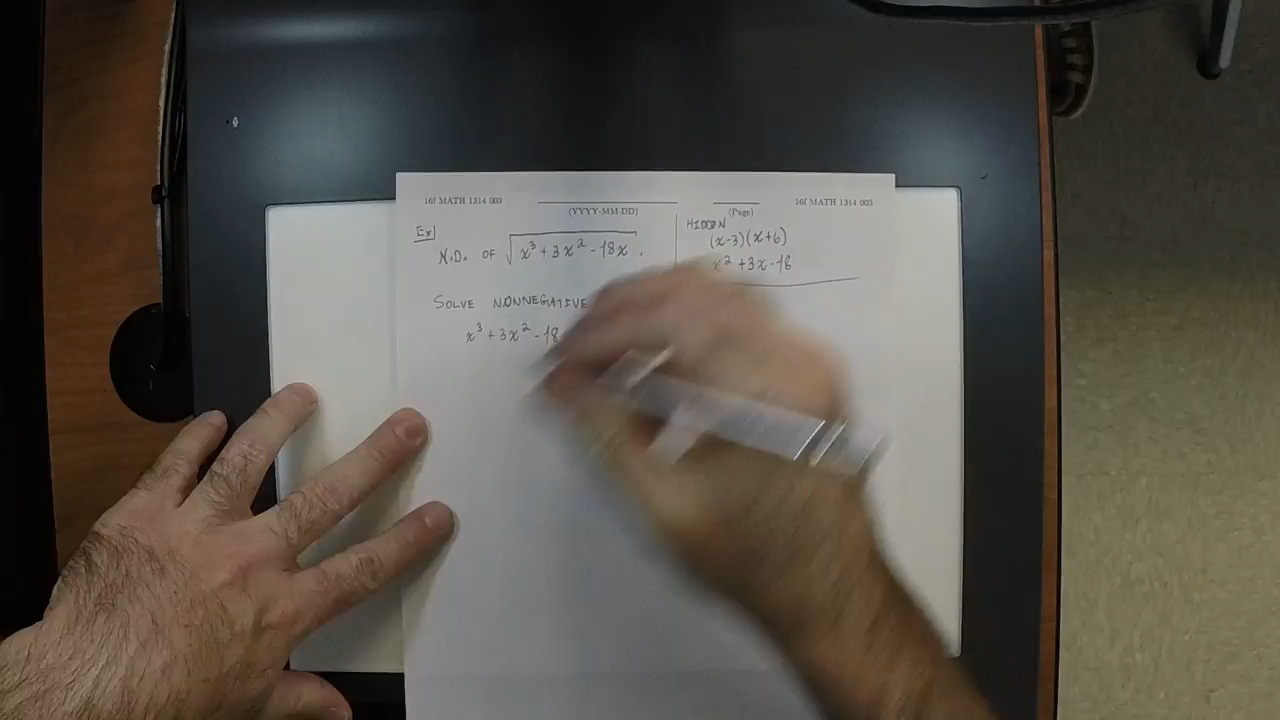 16f MATH 1314 003
(YYYY-MM-DD)
(Page)
16f MATH 1314 003
Ex)
N.D. OF √x³ + 3x² - 18x.
HIDDEN
(x-3)(x+6)
x² + 3x - 18
SOLVE NONNEGATIVE
x³ + 3x² - 18